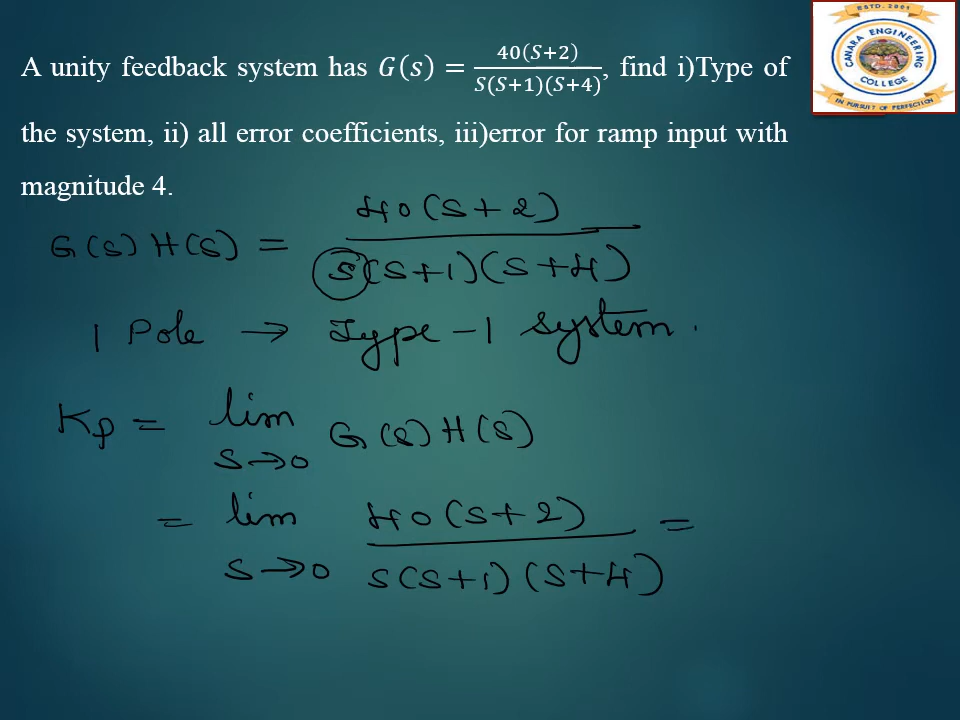 ESTD. 2001
CANARA ENGINEERING COLLEGE
IN PURSUIT OF PERFECTION
A unity feedback system has G(s) = 40(S+2) / S(S+1)(S+4), find i)Type of
the system, ii) all error coefficients, iii)error for ramp input with
magnitude 4.
G(s) H(s) = 40(s+2) / s(s+1)(s+4)
1 Pole → Type-1 system.
Kp = lim s→0 G(s) H(s)
= lim s→0 40(s+2) / s(s+1)(s+4) =